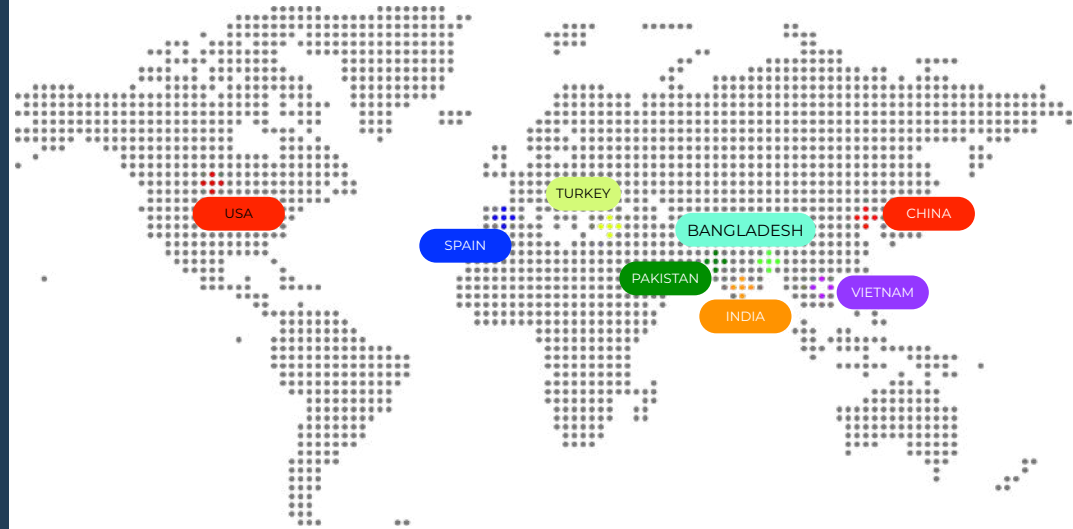 TURKEY
USA
CHINA
BANGLADESH
SPAIN
PAKISTAN
VIETNAM
INDIA